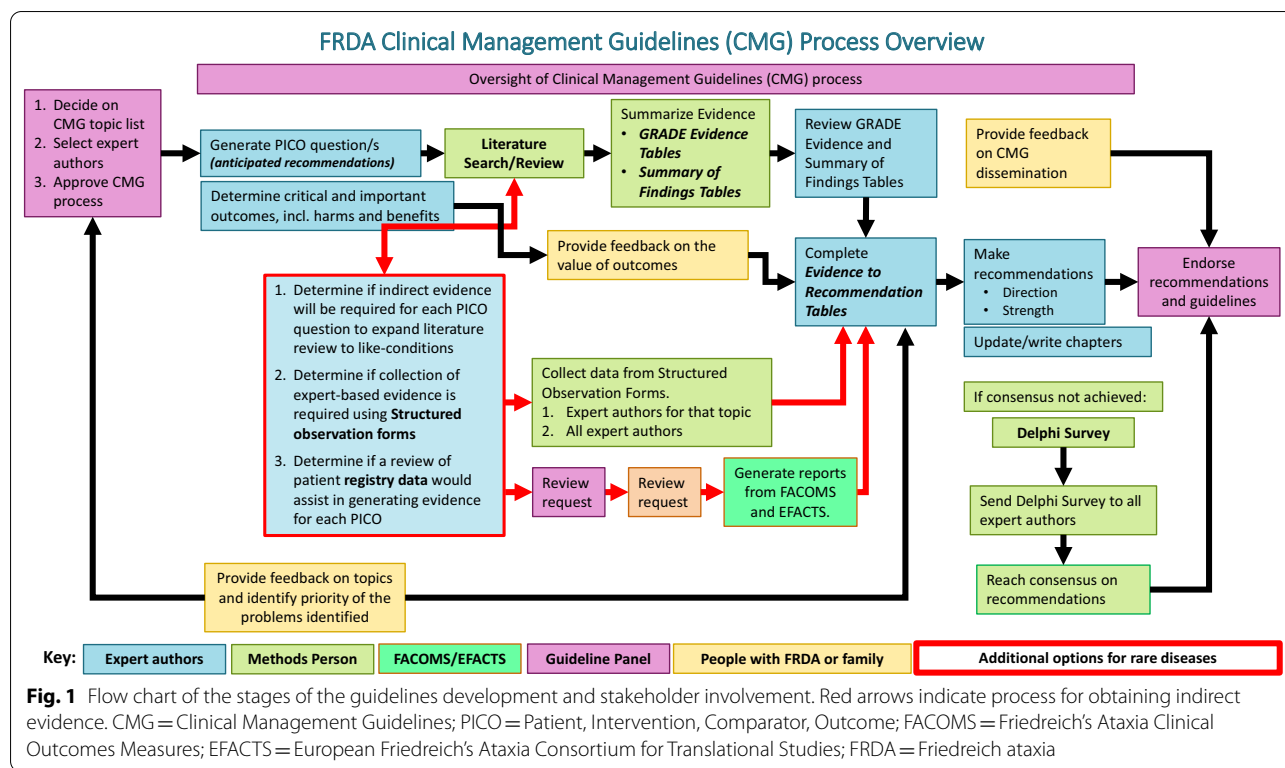 FRDA Clinical Management Guidelines (CMG) Process Overview
Oversight of Clinical Management Guidelines (CMG) process
1. Decide on
CMG topic list
2. Select expert
authors
3. Approve CMG
process
Generate PICO question/s
(anticipated recommendations)
Determine critical and important
outcomes, incl. harms and benefits
Literature
Search/Review
Summarize Evidence
• GRADE Evidence
Tables
• Summary of
Findings Tables
Review GRADE
Evidence and
Summary of
Findings Tables
Provide feedback
on CMG
dissemination
Provide feedback on the
value of outcomes
Complete
Evidence to
Recommendation
Tables
Make
recommendations
• Direction
• Strength
Update/write chapters
Endorse
recommendations
and guidelines
1. Determine if indirect evidence
will be required for each PICO
question to expand literature
review to like-conditions
2. Determine if collection of
expert-based evidence is
required using Structured
observation forms
3. Determine if a review of
patient registry data would
assist in generating evidence
for each PICO
Collect data from Structured
Observation Forms.
1. Expert authors for that topic
2. All expert authors
Review
request
Review
request
Generate reports
from FACOMS
and EFACTS.
If consensus not achieved:
Delphi Survey
Send Delphi Survey to all
expert authors
Reach consensus on
recommendations
Provide feedback on topics
and identify priority of the
problems identified
Key:
Expert authors
Methods Person
FACOMS/EFACTS
Guideline Panel
People with FRDA or family
Additional options for rare diseases
Fig. 1 Flow chart of the stages of the guidelines development and stakeholder involvement. Red arrows indicate process for obtaining indirect
evidence. CMG = Clinical Management Guidelines; PICO = Patient, Intervention, Comparator, Outcome; FACOMS = Friedreich's Ataxia Clinical
Outcomes Measures; EFACTS = European Friedreich's Ataxia Consortium for Translational Studies; FRDA = Friedreich ataxia